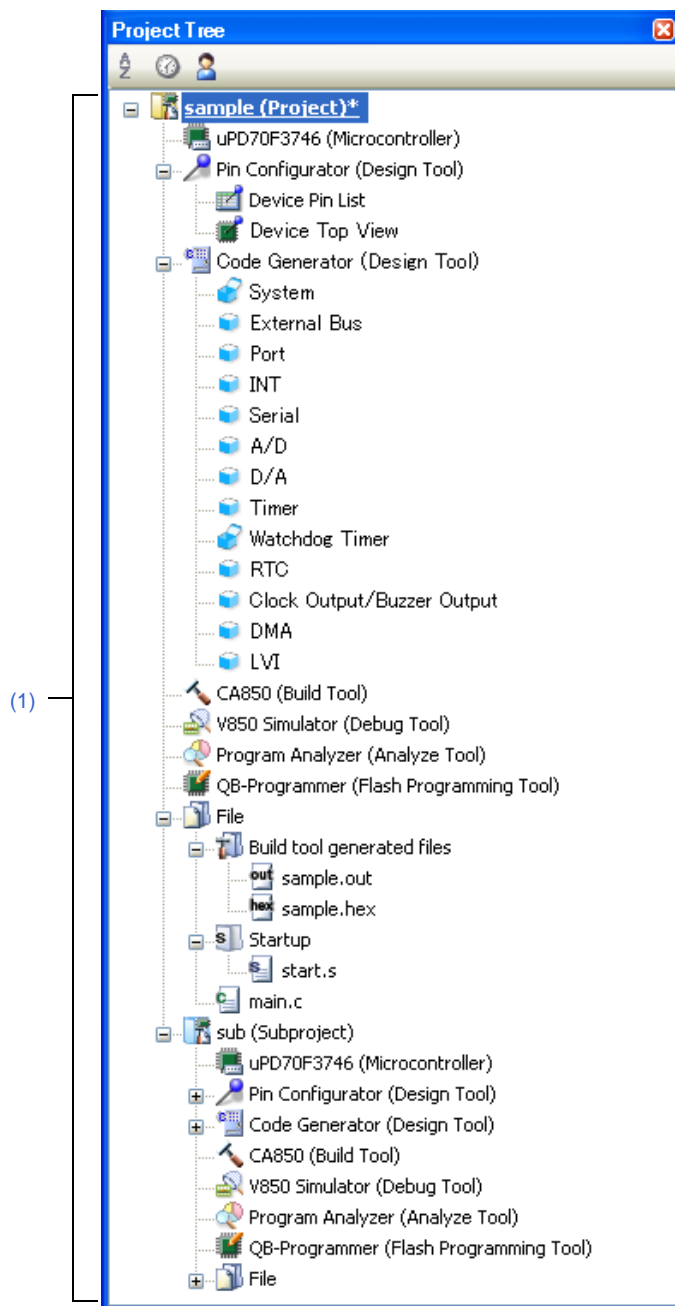 Project Tree
sample (Project)*
uPD70F3746 (Microcontroller)
Pin Configurator (Design Tool)
Device Pin List
Device Top View
Code Generator (Design Tool)
System
External Bus
Port
INT
Serial
A/D
D/A
Timer
Watchdog Timer
RTC
Clock Output/Buzzer Output
DMA
LVI
(1)
CA850 (Build Tool)
V850 Simulator (Debug Tool)
Program Analyzer (Analyze Tool)
QB-Programmer (Flash Programming Tool)
File
Build tool generated files
out sample.out
hex sample.hex
S Startup
S start.s
C main.c
sub (Subproject)
uPD70F3746 (Microcontroller)
Pin Configurator (Design Tool)
Code Generator (Design Tool)
CA850 (Build Tool)
V850 Simulator (Debug Tool)
Program Analyzer (Analyze Tool)
QB-Programmer (Flash Programming Tool)
File